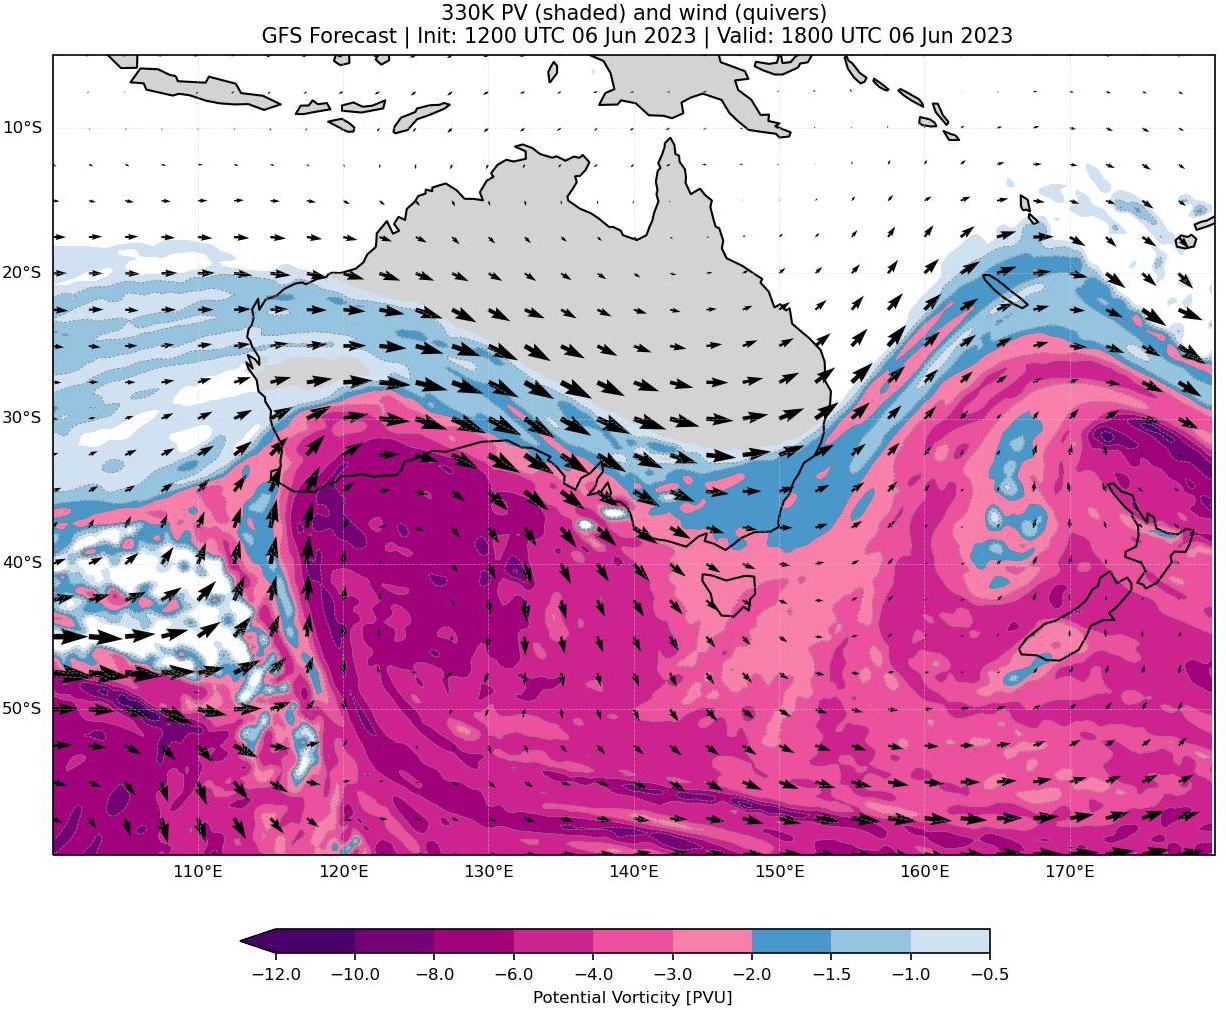 330K PV (shaded) and wind (quivers)
GFS Forecast | Init: 1200 UTC 06 Jun 2023 | Valid: 1800 UTC 06 Jun 2023
10°S
20°S
30°S
40°S
50°S
110°E 120°E 130°E 140°E 150°E 160°E 170°E
−12.0 −10.0 −8.0 −6.0 −4.0 −3.0 −2.0 −1.5 −1.0 −0.5
Potential Vorticity [PVU]